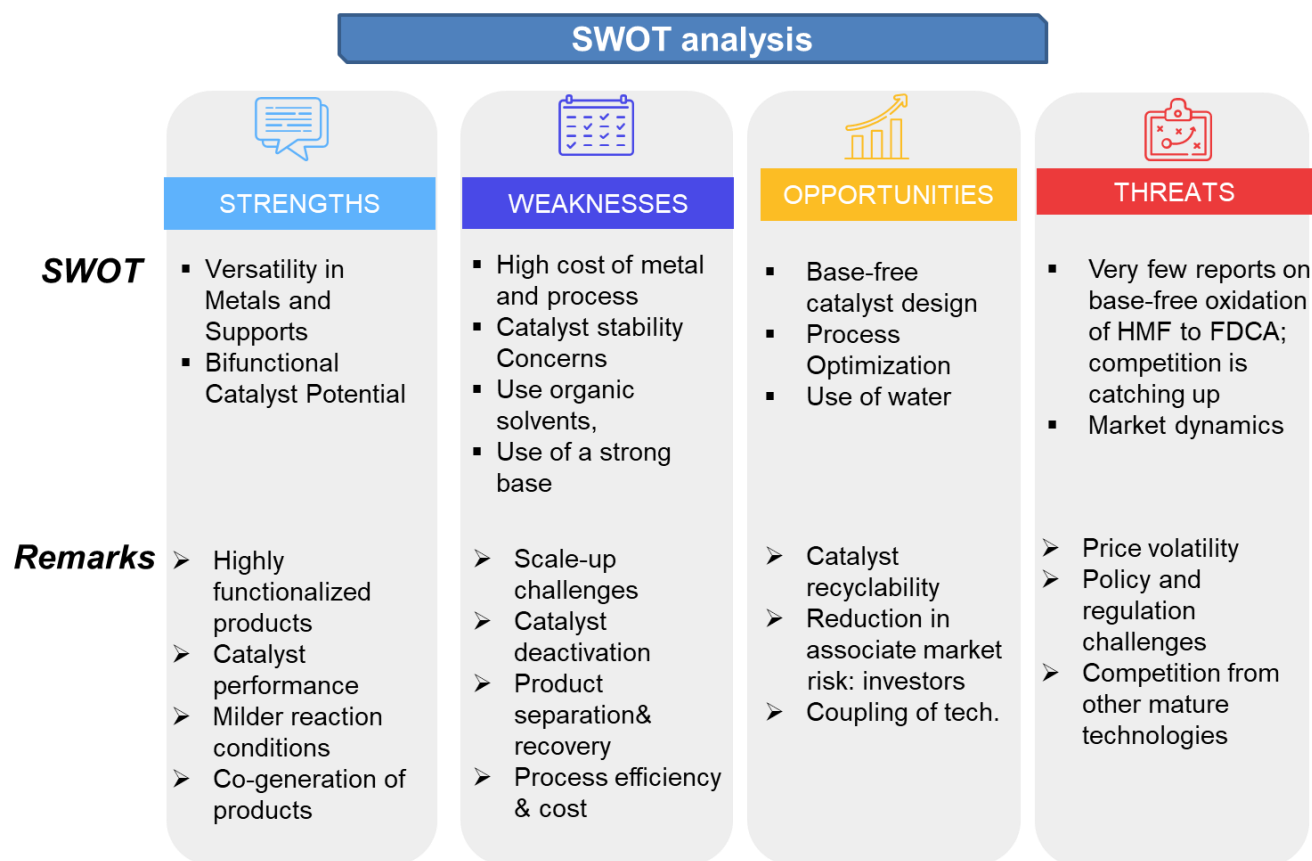 SWOT analysis
STRENGTHS
WEAKNESSES
OPPORTUNITIES
THREATS
SWOT
▪ Versatility in
Metals and
Supports
▪ Bifunctional
Catalyst Potential
▪ High cost of metal
and process
▪ Catalyst stability
Concerns
▪ Use organic
solvents,
▪ Use of a strong
base
▪ Base-free
catalyst design
▪ Process
Optimization
▪ Use of water
▪ Very few reports on
base-free oxidation
of HMF to FDCA;
competition is
catching up
▪ Market dynamics
Remarks
➢ Highly
functionalized
products
➢ Catalyst
performance
➢ Milder reaction
conditions
➢ Co-generation of
products
➢ Scale-up
challenges
➢ Catalyst
deactivation
➢ Product
separation&
recovery
➢ Process efficiency
& cost
➢ Catalyst
recyclability
➢ Reduction in
associate market
risk: investors
➢ Coupling of tech.
➢ Price volatility
➢ Policy and
regulation
challenges
➢ Competition from
other mature
technologies